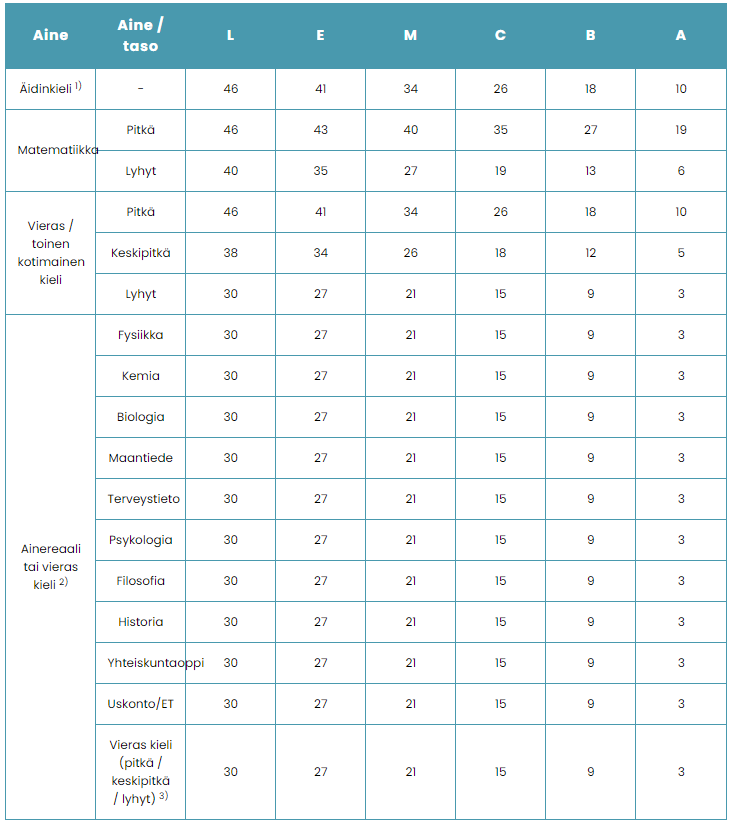 Aine Aine / taso L E M C B A
Äidinkieli 1) - 46 41 34 26 18 10
Matematiikka Pitkä 46 43 40 35 27 19
Lyhyt 40 35 27 19 13 6
Vieras / toinen kotimainen kieli Pitkä 46 41 34 26 18 10
Keskipitkä 38 34 26 18 12 5
Lyhyt 30 27 21 15 9 3
Ainereaali tai vieras kieli 2) Fysiikka 30 27 21 15 9 3
Kemia 30 27 21 15 9 3
Biologia 30 27 21 15 9 3
Maantiede 30 27 21 15 9 3
Terveystieto 30 27 21 15 9 3
Psykologia 30 27 21 15 9 3
Filosofia 30 27 21 15 9 3
Historia 30 27 21 15 9 3
Yhteiskuntaoppi 30 27 21 15 9 3
Uskonto/ET 30 27 21 15 9 3
Vieras kieli (pitkä / keskipitkä / lyhyt) 3) 30 27 21 15 9 3